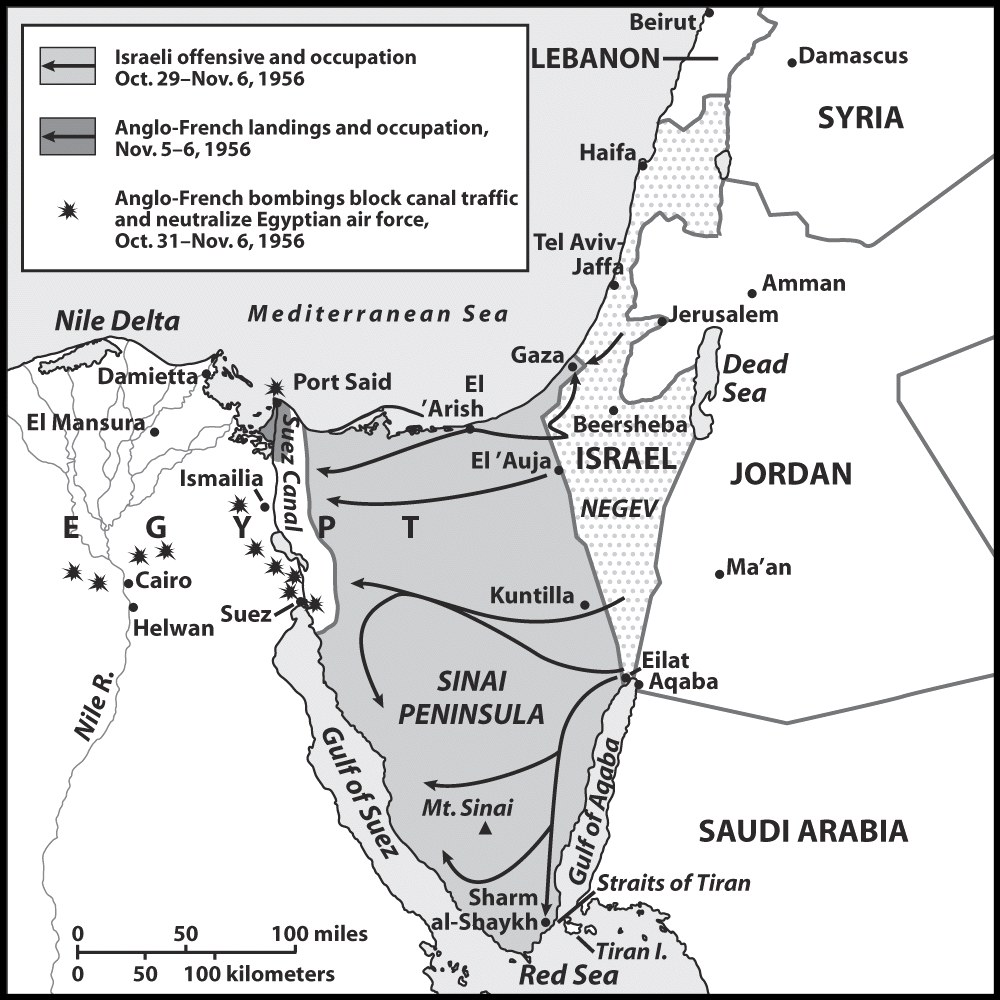 Israeli offensive and occupation
Oct. 29–Nov. 6, 1956
Anglo-French landings and occupation,
Nov. 5–6, 1956
Anglo-French bombings block canal traffic
and neutralize Egyptian air force,
Oct. 31–Nov. 6, 1956
Beirut
LEBANON
Damascus
SYRIA
Haifa
Tel Aviv-
Jaffa
Amman
Jerusalem
Mediterranean Sea
Nile Delta
Gaza
Dead
Sea
Damietta
Port Said
El
’Arish
El Mansura
Beersheba
Suez Canal
El ’Auja
ISRAEL
JORDAN
Ismailia
NEGEV
E G Y P T
Cairo
Ma’an
Kuntilla
Suez
Helwan
Eilat
Aqaba
SINAI
PENINSULA
Nile R.
Gulf of Suez
Gulf of Aqaba
Mt. Sinai
SAUDI ARABIA
Straits of Tiran
Sharm
al-Shaykh
Tiran I.
Red Sea
0 50 100 miles
0 50 100 kilometers